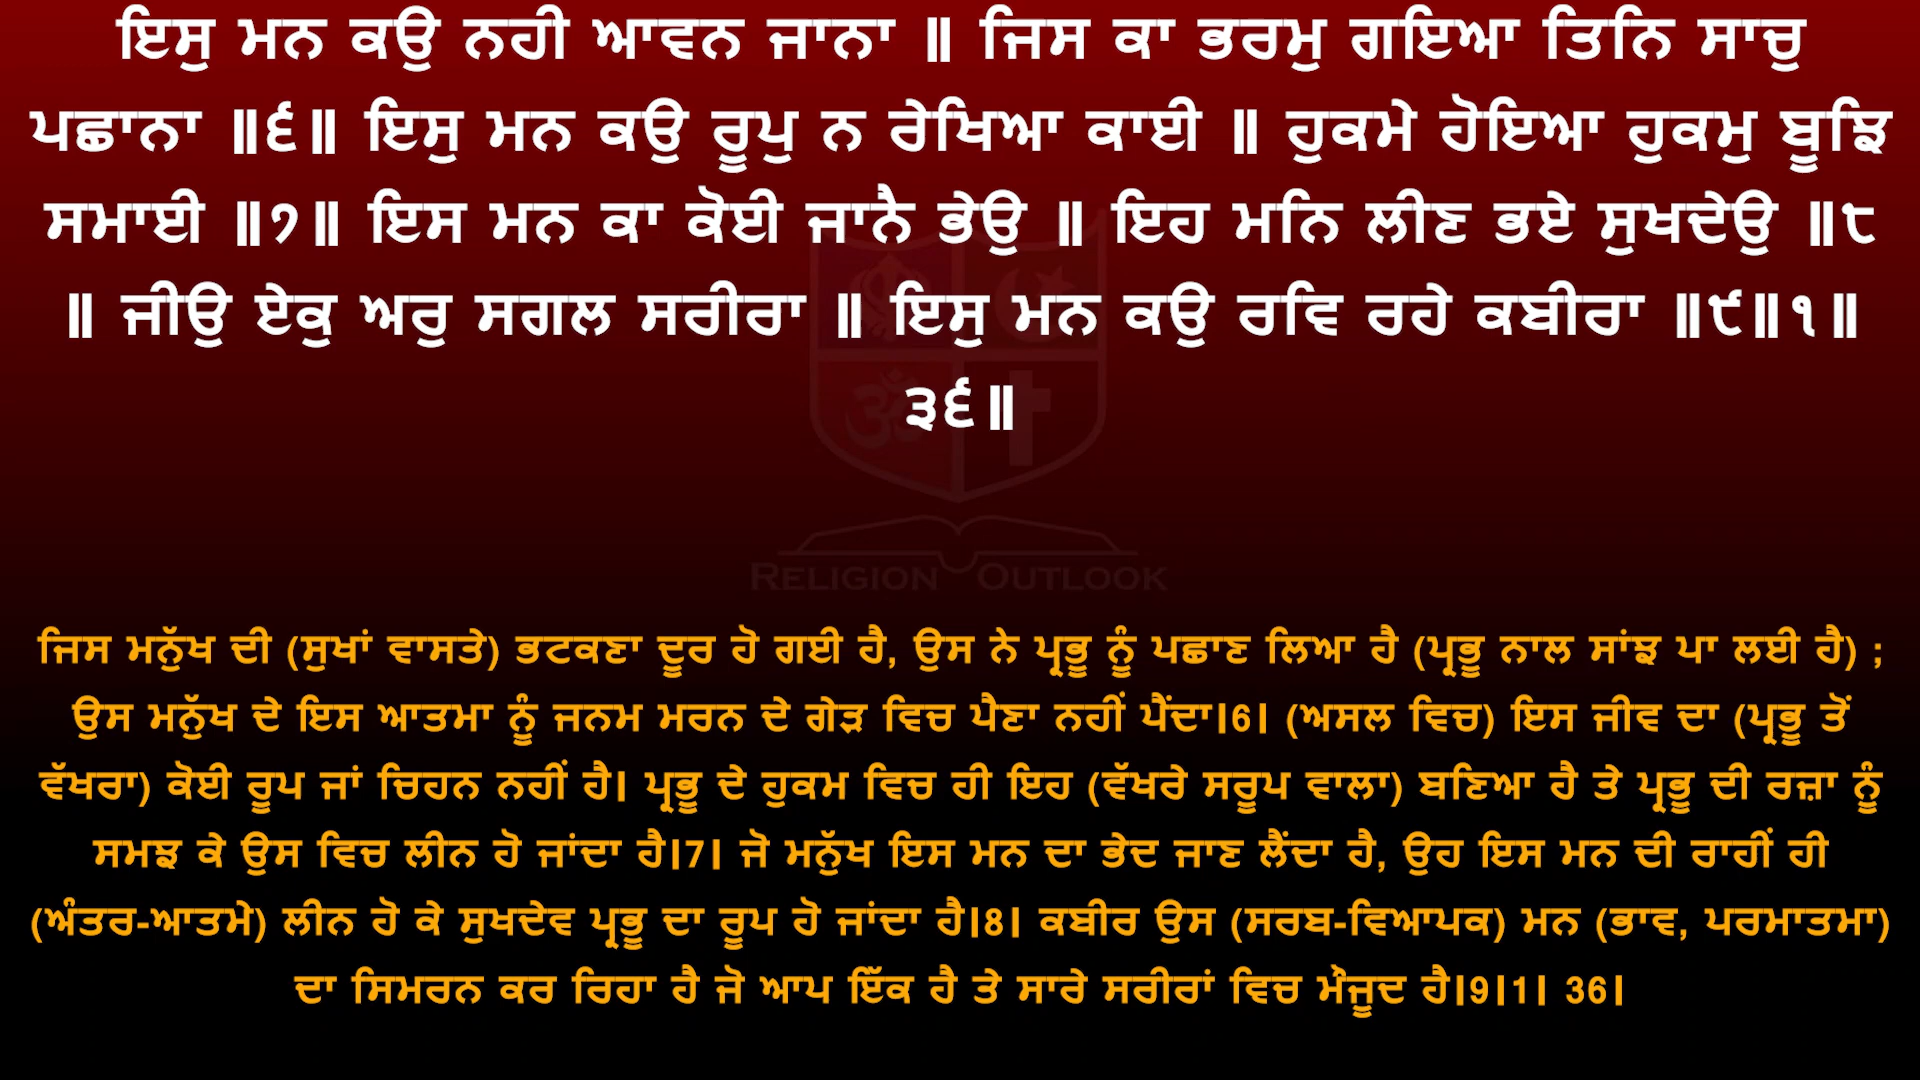 ਇਸੁ ਮਨ ਕਉ ਨਹੀ ਆਵਨ ਜਾਨਾ ॥ ਜਿਸ ਕਾ ਭਰਮੁ ਗਇਆ ਤਿਨਿ ਸਾਚੁ
ਪਛਾਨਾ ॥੬॥ ਇਸੁ ਮਨ ਕਉ ਰੂਪੁ ਨ ਰੇਖਿਆ ਕਾਈ ॥ ਹੁਕਮੇ ਹੋਇਆ ਹੁਕਮੁ ਬੂਝਿ
ਸਮਾਈ ॥੭॥ ਇਸ ਮਨ ਕਾ ਕੋਈ ਜਾਨੈ ਭੇਉ ॥ ਇਹ ਮਨਿ ਲੀਣ ਭਏ ਸੁਖਦੇਉ ॥੮
॥ ਜੀਉ ਏਕੁ ਅਰੁ ਸਗਲ ਸਰੀਰਾ ॥ ਇਸੁ ਮਨ ਕਉ ਰਵਿ ਰਹੇ ਕਬੀਰਾ ॥੯॥੧॥
੩੬॥
RELIGION OUTLOOK
ਜਿਸ ਮਨੁੱਖ ਦੀ (ਸੁਖਾਂ ਵਾਸਤੇ) ਭਟਕਣਾ ਦੂਰ ਹੋ ਗਈ ਹੈ, ਉਸ ਨੇ ਪ੍ਰਭੂ ਨੂੰ ਪਛਾਣ ਲਿਆ ਹੈ (ਪ੍ਰਭੂ ਨਾਲ ਸਾਂਝ ਪਾ ਲਈ ਹੈ) ;
ਉਸ ਮਨੁੱਖ ਦੇ ਇਸ ਆਤਮਾ ਨੂੰ ਜਨਮ ਮਰਨ ਦੇ ਗੇੜ ਵਿਚ ਪੈਣਾ ਨਹੀਂ ਪੈਂਦਾ।6। (ਅਸਲ ਵਿਚ) ਇਸ ਜੀਵ ਦਾ (ਪ੍ਰਭੂ ਤੋਂ
ਵੱਖਰਾ) ਕੋਈ ਰੂਪ ਜਾਂ ਚਿਹਨ ਨਹੀਂ ਹੈ। ਪ੍ਰਭੂ ਦੇ ਹੁਕਮ ਵਿਚ ਹੀ ਇਹ (ਵੱਖਰੇ ਸਰੂਪ ਵਾਲਾ) ਬਣਿਆ ਹੈ ਤੇ ਪ੍ਰਭੂ ਦੀ ਰਜ਼ਾ ਨੂੰ
ਸਮਝ ਕੇ ਉਸ ਵਿਚ ਲੀਨ ਹੋ ਜਾਂਦਾ ਹੈ।7। ਜੋ ਮਨੁੱਖ ਇਸ ਮਨ ਦਾ ਭੇਦ ਜਾਣ ਲੈਂਦਾ ਹੈ, ਉਹ ਇਸ ਮਨ ਦੀ ਰਾਹੀਂ ਹੀ
(ਅੰਤਰ-ਆਤਮੇ) ਲੀਨ ਹੋ ਕੇ ਸੁਖਦੇਵ ਪ੍ਰਭੂ ਦਾ ਰੂਪ ਹੋ ਜਾਂਦਾ ਹੈ।8। ਕਬੀਰ ਉਸ (ਸਰਬ-ਵਿਆਪਕ) ਮਨ (ਭਾਵ, ਪਰਮਾਤਮਾ)
ਦਾ ਸਿਮਰਨ ਕਰ ਰਿਹਾ ਹੈ ਜੋ ਆਪ ਇੱਕ ਹੈ ਤੇ ਸਾਰੇ ਸਰੀਰਾਂ ਵਿਚ ਮੌਜੂਦ ਹੈ।9।1। 36।